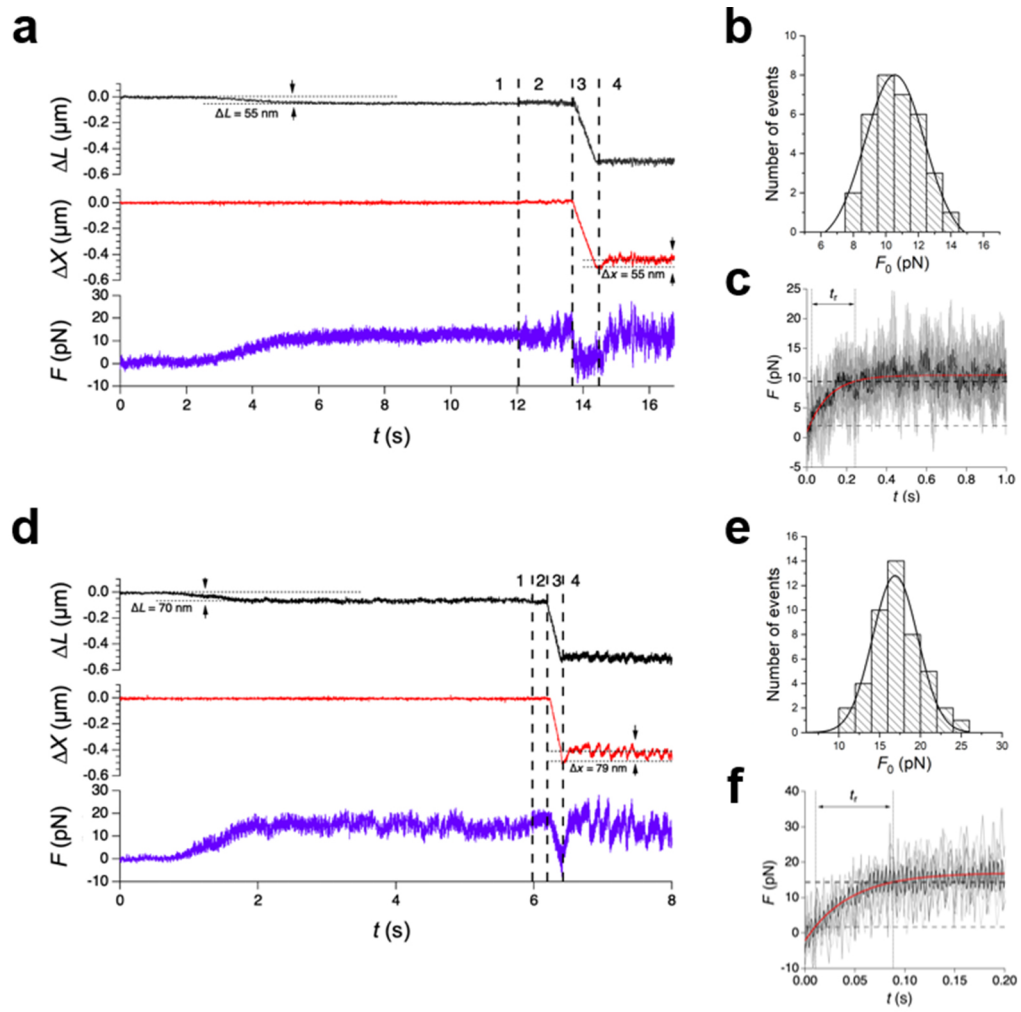 a
1 2 3 4
0.0
-0.2
-0.4
-0.6
ΔL (µm)
ΔL = 55 nm
0.0
-0.2
-0.4
-0.6
ΔX (µm)
Δx = 55 nm
30
20
10
0
-10
F (pN)
0 2 4 6 8 10 12 14 16
t (s)
b
10
8
6
4
2
0
Number of events
6 8 10 12 14 16
F₀ (pN)
c
25
20
15
10
5
0
-5
F (pN)
tᵣ
0.0 0.2 0.4 0.6 0.8 1.0
t (s)
d
1 2 3 4
0.0
-0.2
-0.4
-0.6
ΔL (µm)
ΔL = 70 nm
0.0
-0.2
-0.4
-0.6
ΔX (µm)
Δx = 79 nm
30
20
10
0
-10
F (pN)
0 2 4 6 8
t (s)
e
16
14
12
10
8
6
4
2
0
Number of events
10 15 20 25 30
F₀ (pN)
f
40
30
20
10
0
-10
F (pN)
tᵣ
0.00 0.05 0.10 0.15 0.20
t (s)